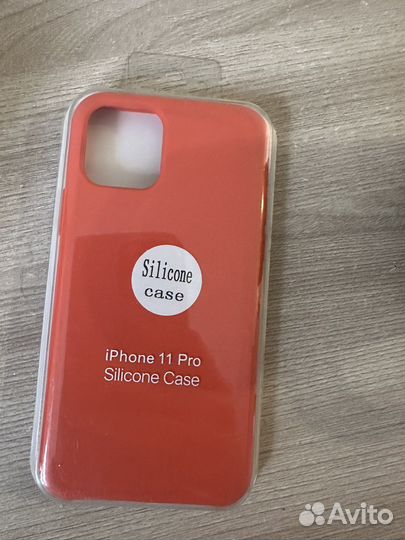 Silicone
case
iPhone 11 Pro
Silicone Case
Avito